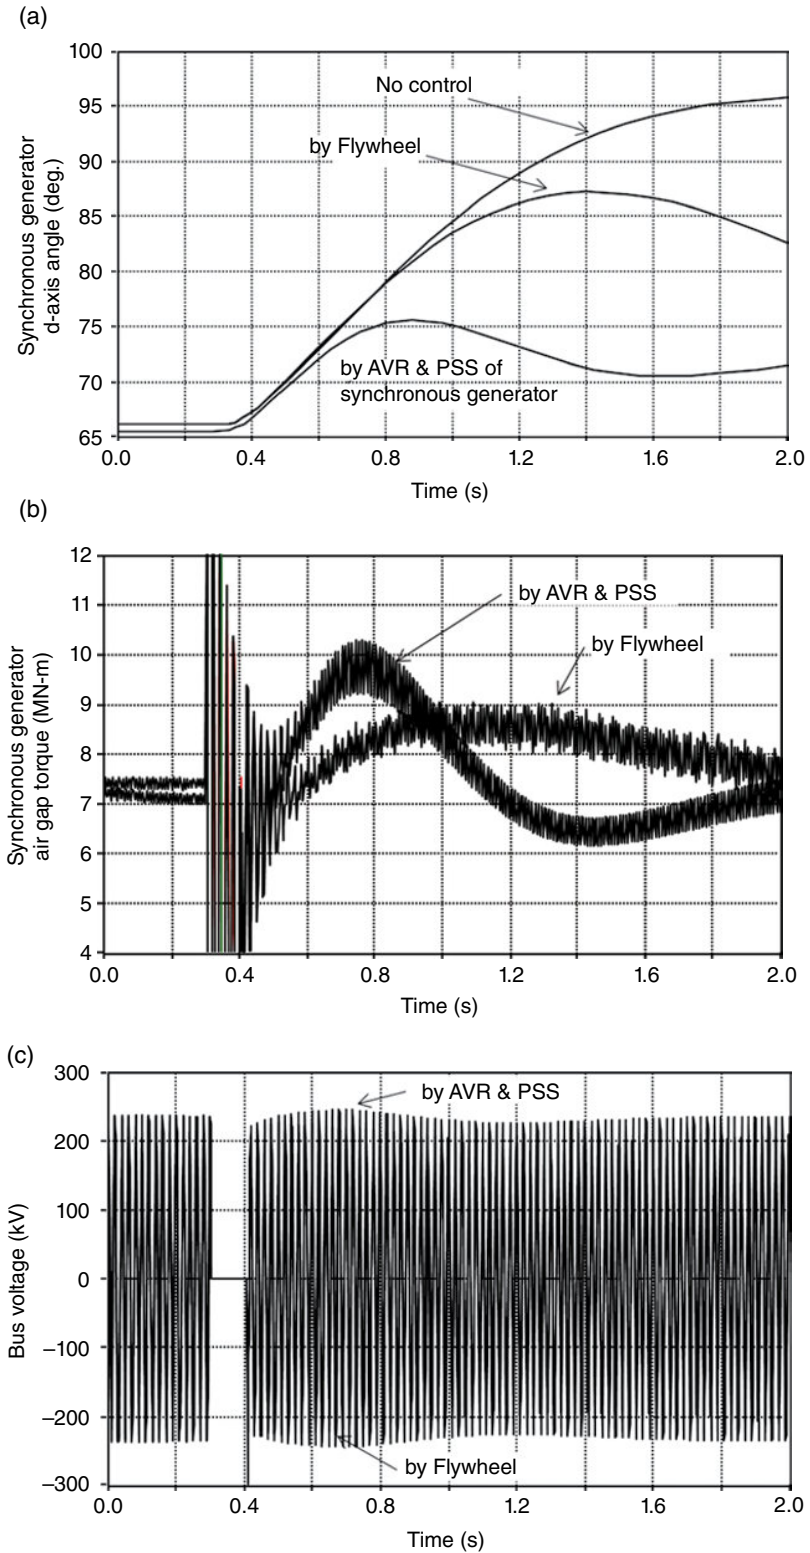 (a)
100
95
90
85
80
75
70
65
Synchronous generator
d-axis angle (deg.)
No control
by Flywheel
by AVR & PSS of
synchronous generator
0.0
0.4
0.8
1.2
1.6
2.0
Time (s)
(b)
12
11
10
9
8
7
6
5
4
Synchronous generator
air gap torque (MN-m)
by AVR & PSS
by Flywheel
0.0
0.4
0.8
1.2
1.6
2.0
Time (s)
(c)
300
200
100
0
–100
–200
–300
Bus voltage (kV)
by AVR & PSS
by Flywheel
0.0
0.4
0.8
1.2
1.6
2.0
Time (s)